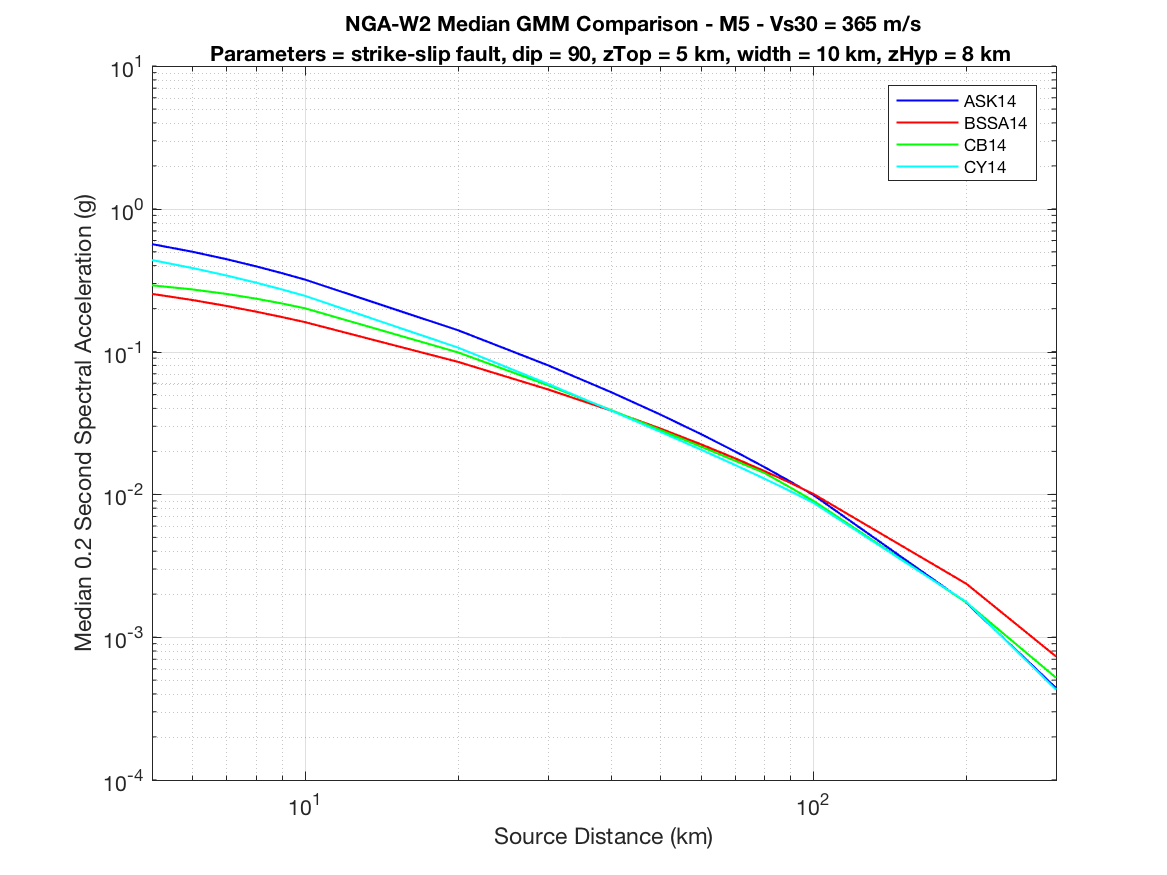 NGA-W2 Median GMM Comparison - M5 - Vs30 = 365 m/s
Parameters = strike-slip fault, dip = 90, zTop = 5 km, width = 10 km, zHyp = 8 km
ASK14
BSSA14
CB14
CY14
Median 0.2 Second Spectral Acceleration (g)
10^1
10^0
10^-1
10^-2
10^-3
10^-4
10^1
10^2
Source Distance (km)